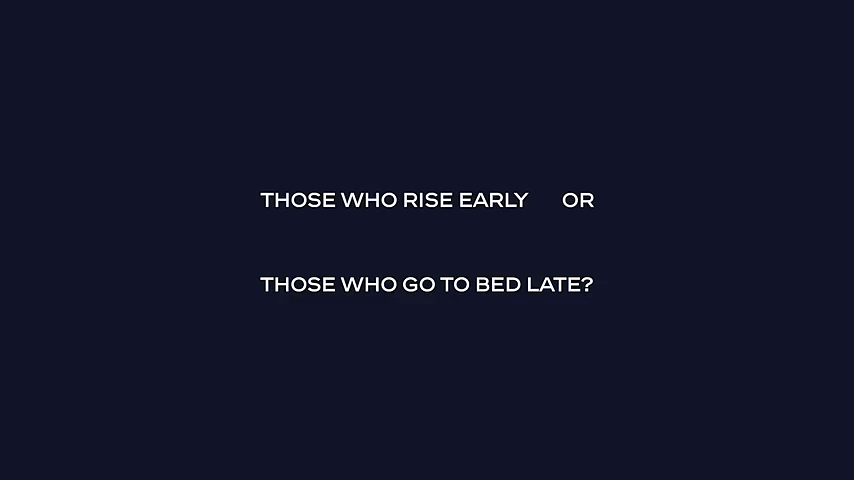 THOSE WHO RISE EARLY OR
THOSE WHO GO TO BED LATE?